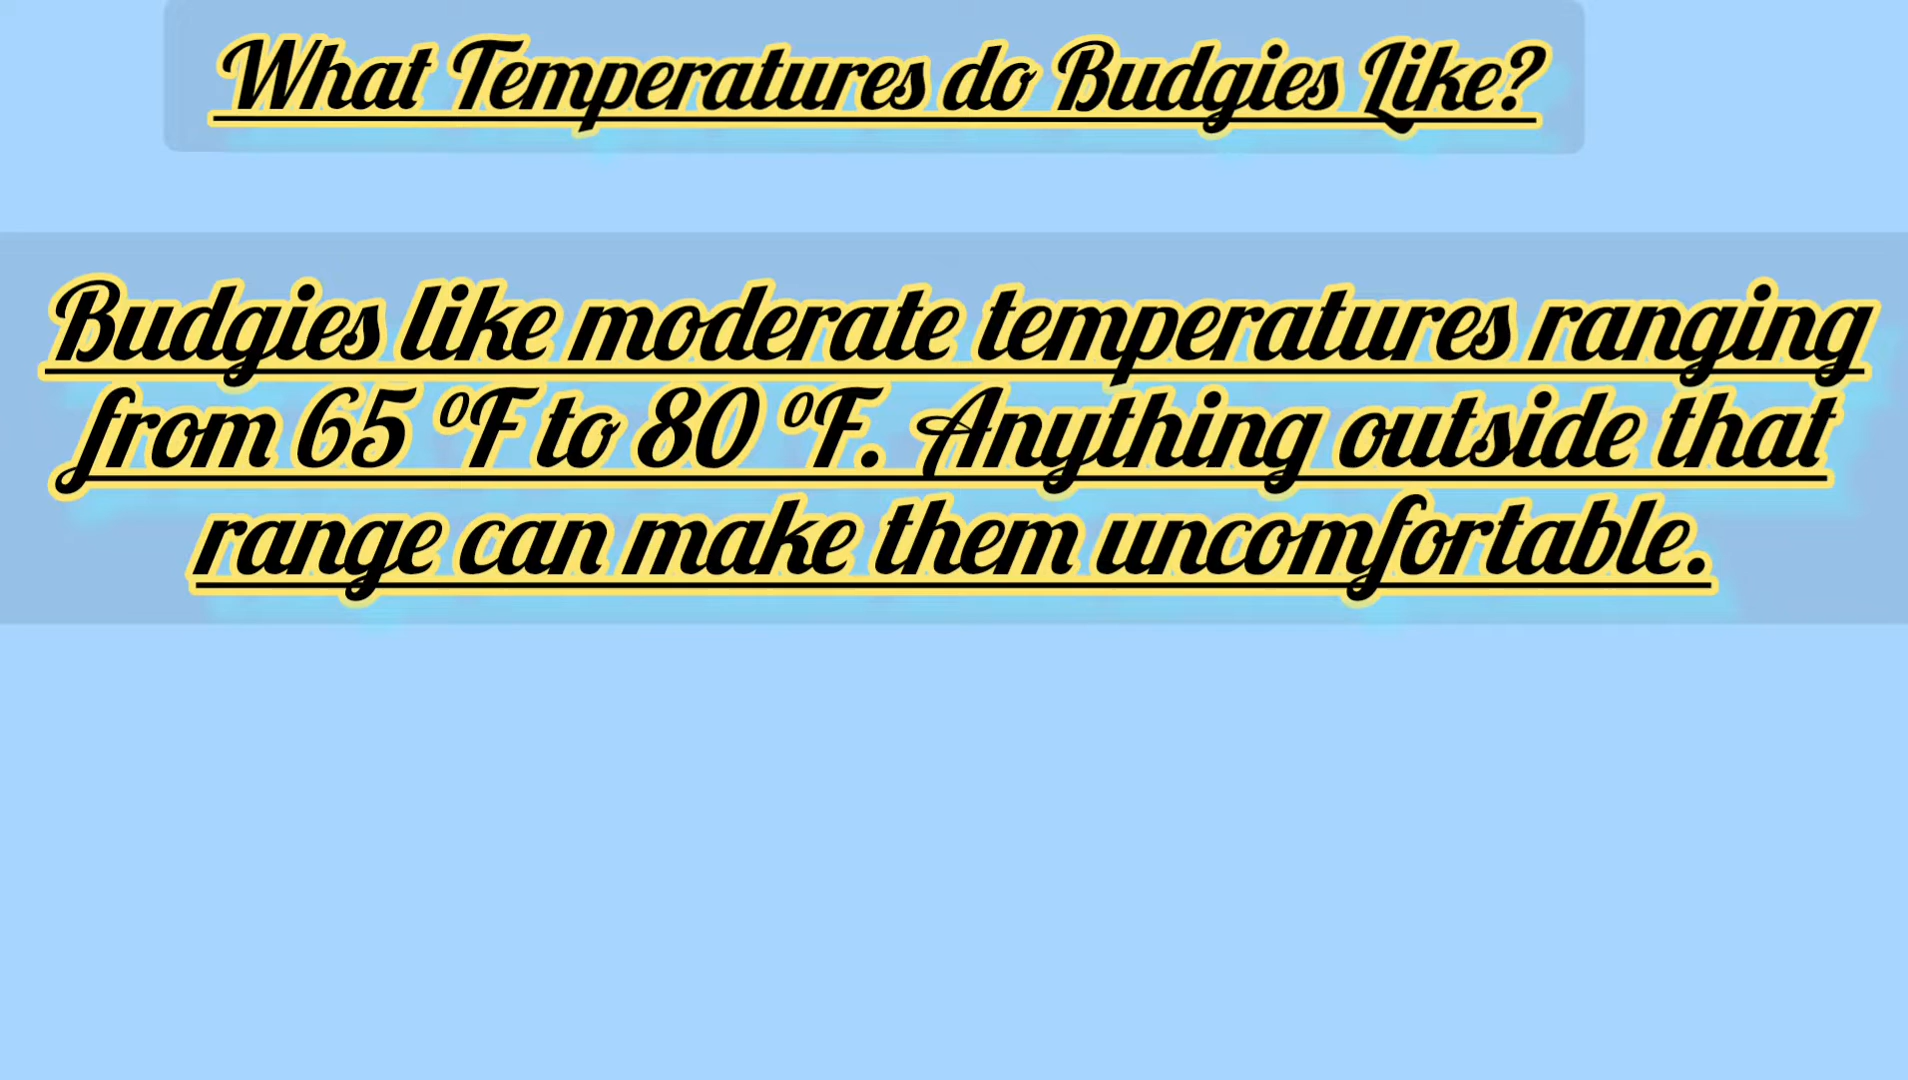 What Temperatures do Budgies Like?
Budgies like moderate temperatures ranging
from 65 ºF to 80 ºF. Anything outside that
range can make them uncomfortable.